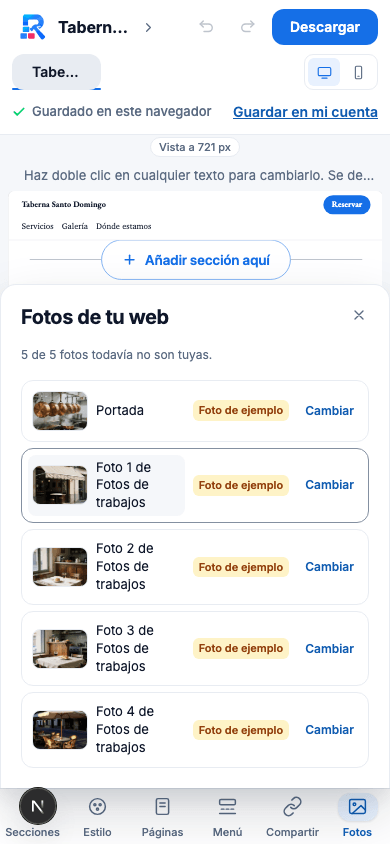 Tabern...
Descargar
Tabe...
Guardado en este navegador
Guardar en mi cuenta
Vista a 721 px
Haz doble clic en cualquier texto para cambiarlo. Se de...
Taberna Santo Domingo
Reservar
Servicios Galería Dónde estamos
+ Añadir sección aquí
Fotos de tu web
5 de 5 fotos todavía no son tuyas.
Portada
Foto de ejemplo
Cambiar
Foto 1 de
Fotos de
trabajos
Foto de ejemplo
Cambiar
Foto 2 de
Fotos de
trabajos
Foto de ejemplo
Cambiar
Foto 3 de
Fotos de
trabajos
Foto de ejemplo
Cambiar
Foto 4 de
Fotos de
trabajos
Foto de ejemplo
Cambiar
N
Secciones
Estilo
Páginas
Menú
Compartir
Fotos